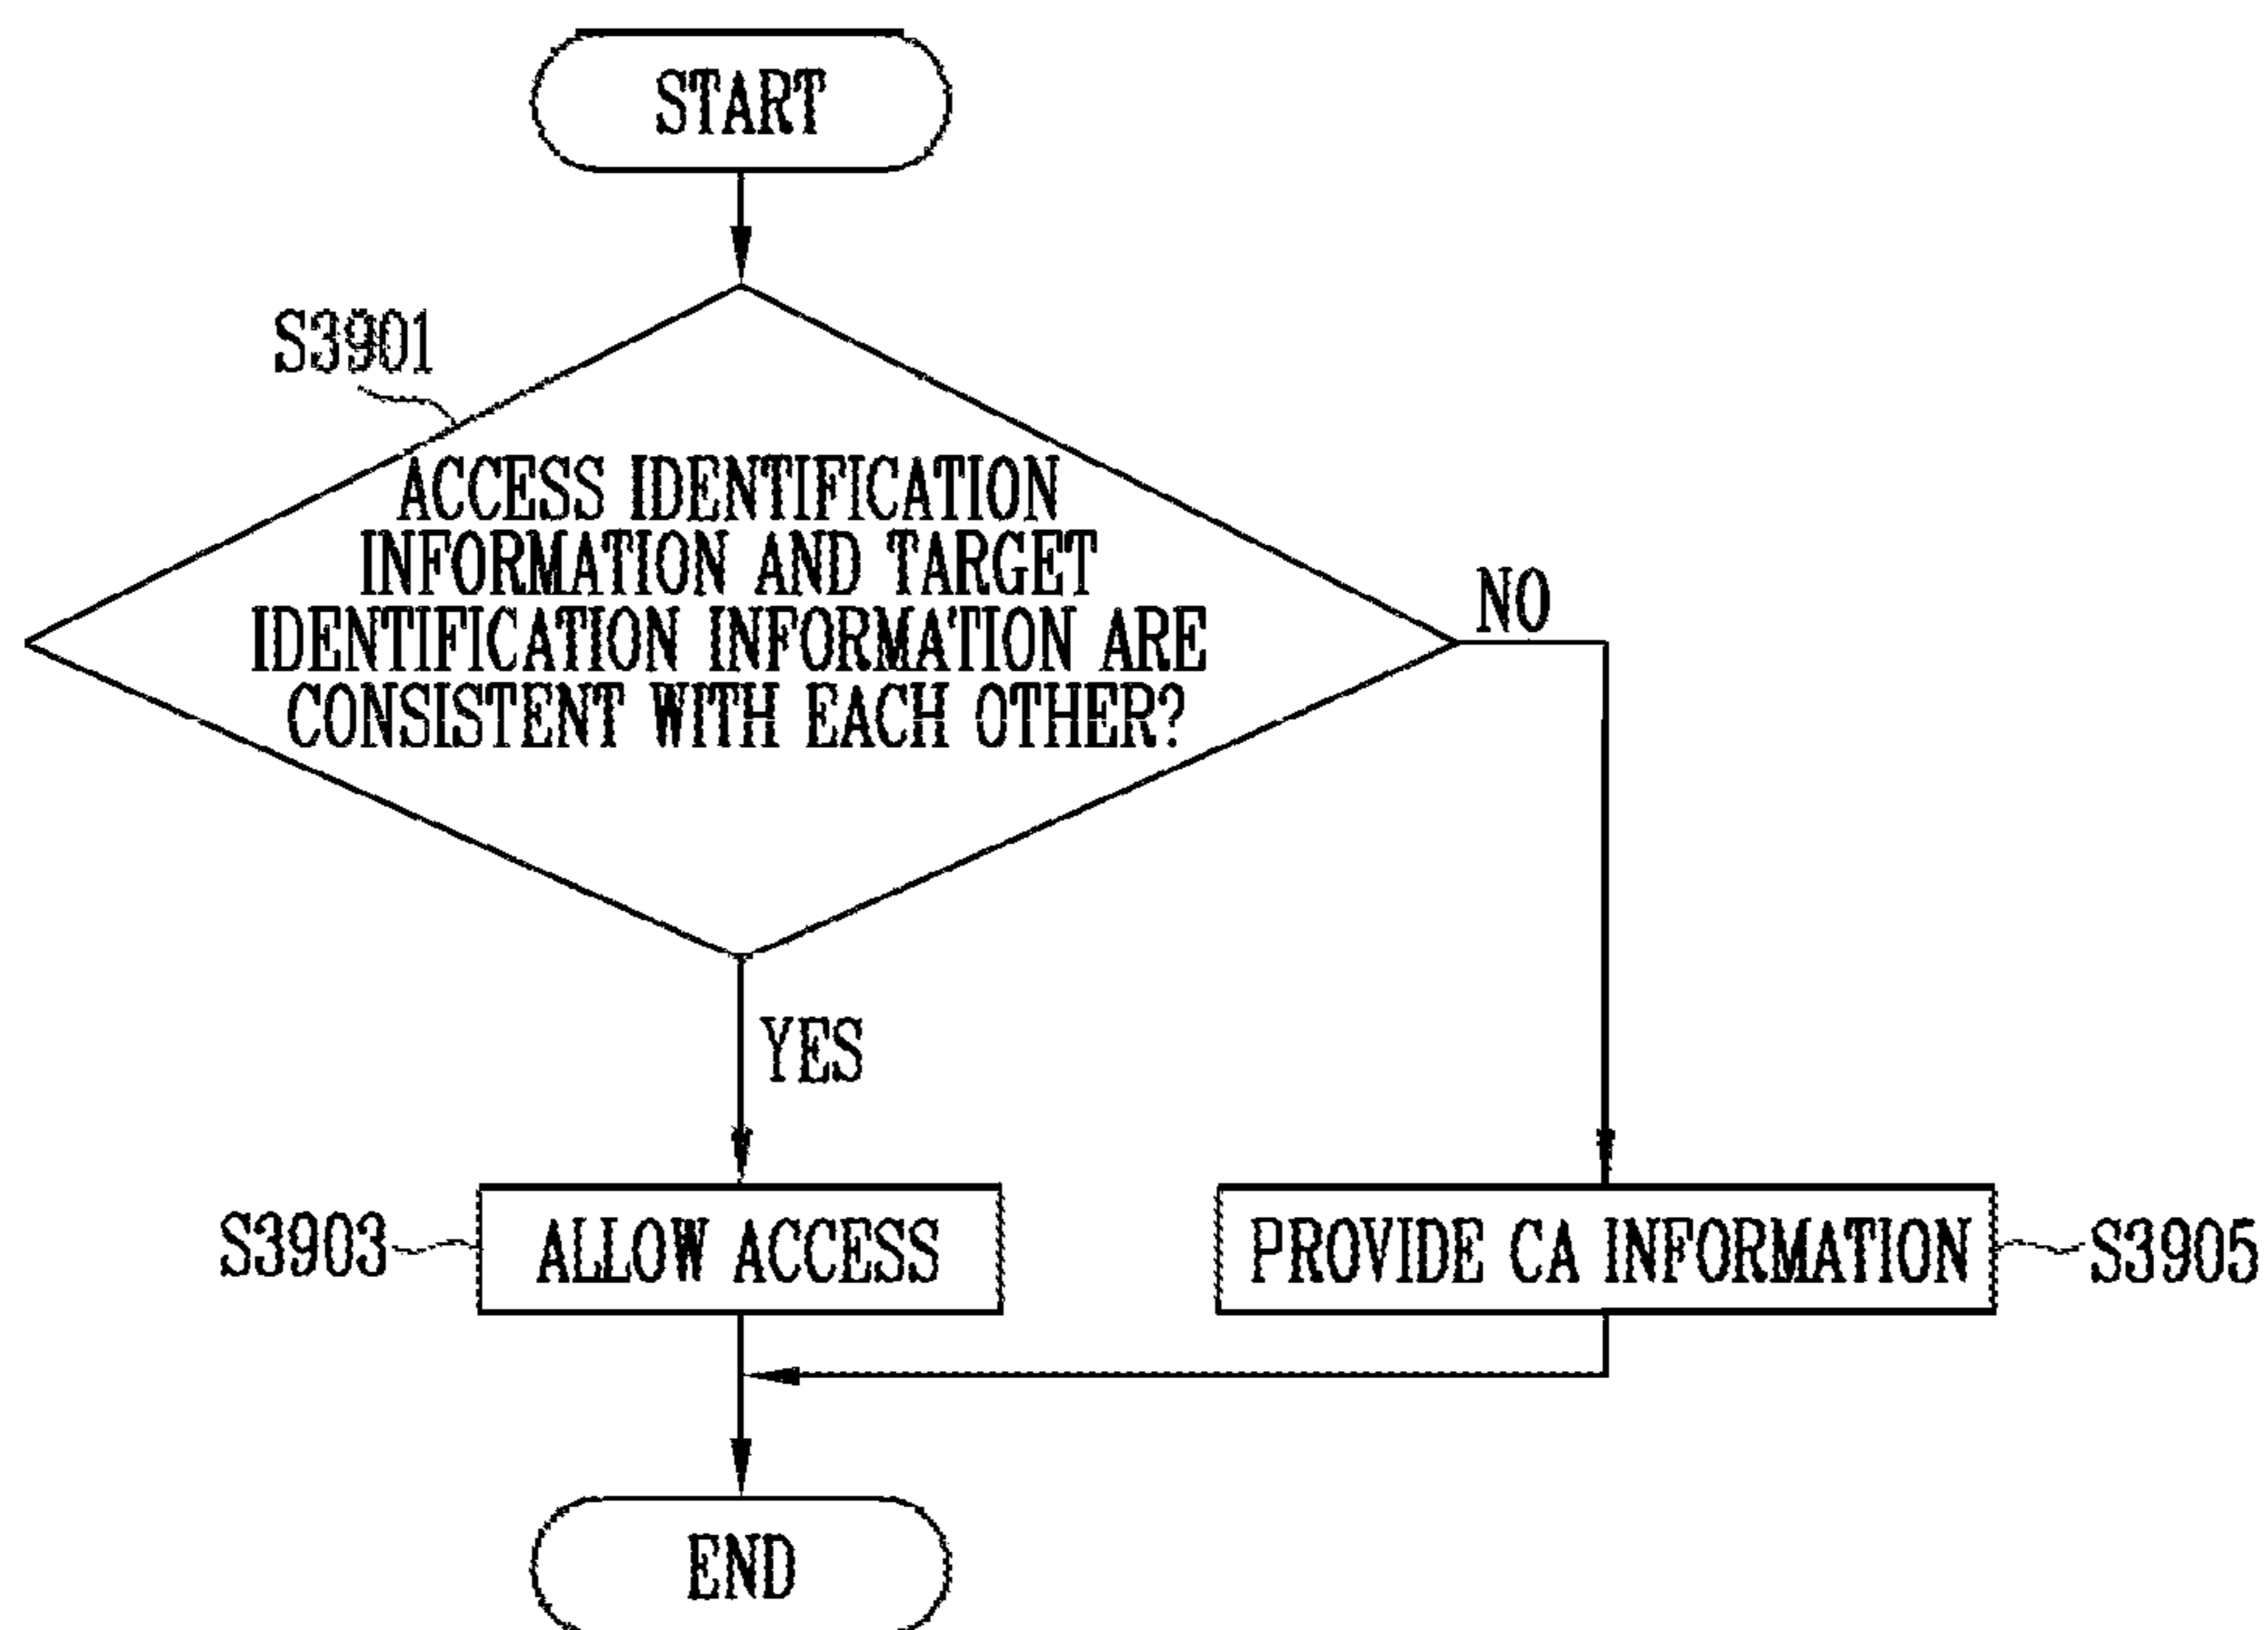 START
S3901
ACCESS IDENTIFICATION
INFORMATION AND TARGET
IDENTIFICATION INFORMATION ARE
CONSISTENT WITH EACH OTHER?
NO
YES
S3903
ALLOW ACCESS
PROVIDE CA INFORMATION
S3905
END